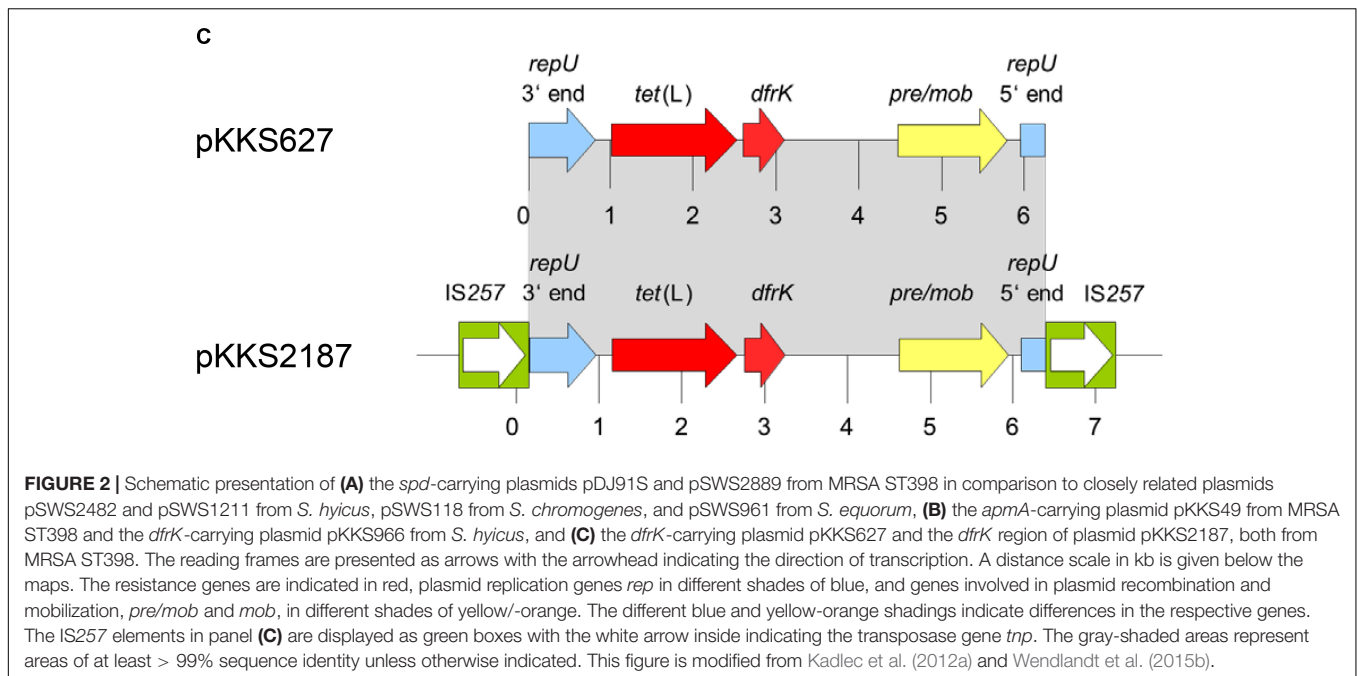 C
repU repU
3‘ end tet(L) dfrK pre/mob 5‘ end
pKKS627
0 1 2 3 4 5 6
repU repU
IS257 3‘ end tet(L) dfrK pre/mob 5‘ end IS257
pKKS2187
0 1 2 3 4 5 6 7
FIGURE 2 | Schematic presentation of (A) the spd-carrying plasmids pDJ91S and pSWS2889 from MRSA ST398 in comparison to closely related plasmids
pSWS2482 and pSWS1211 from S. hyicus, pSWS118 from S. chromogenes, and pSWS961 from S. equorum, (B) the apmA-carrying plasmid pKKS49 from MRSA
ST398 and the dfrK-carrying plasmid pKKS966 from S. hyicus, and (C) the dfrK-carrying plasmid pKKS627 and the dfrK region of plasmid pKKS2187, both from
MRSA ST398. The reading frames are presented as arrows with the arrowhead indicating the direction of transcription. A distance scale in kb is given below the
maps. The resistance genes are indicated in red, plasmid replication genes rep in different shades of blue, and genes involved in plasmid recombination and
mobilization, pre/mob and mob, in different shades of yellow/-orange. The different blue and yellow-orange shadings indicate differences in the respective genes.
The IS257 elements in panel (C) are displayed as green boxes with the white arrow inside indicating the transposase gene tnp. The gray-shaded areas represent
areas of at least > 99% sequence identity unless otherwise indicated. This figure is modified from Kadlec et al. (2012a) and Wendlandt et al. (2015b).